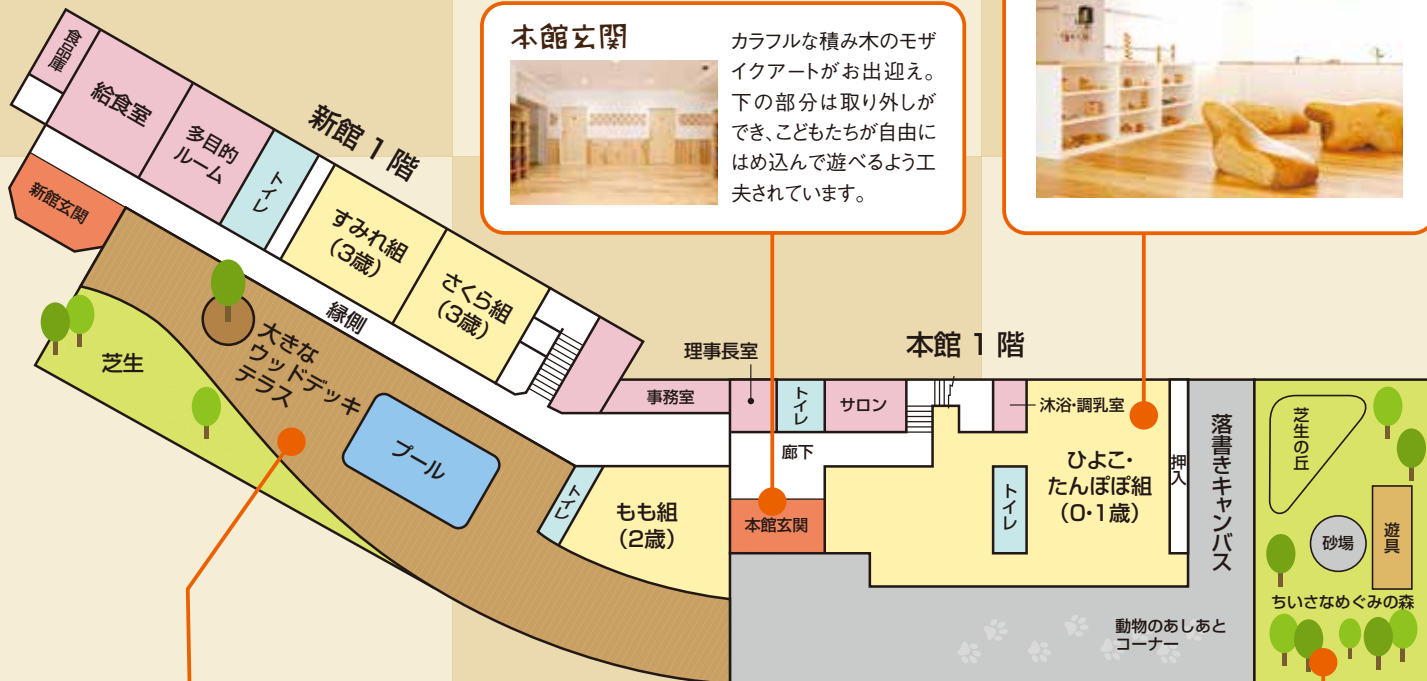 本館玄関
カラフルな積み木のモザ
イクアートがお出迎え。
下の部分は取り外しが
でき、こどもたちが自由に
はめ込んで遊べるよう工
夫されています。
新館 1 階
食品庫
給食室
多目的
ルーム
トイレ
新館玄関
すみれ組
(3歳)
さくら組
(3歳)
縁側
大きな
ウッドデッキ
テラス
芝生
プール
本館 1 階
理事長室
事務室
トイレ
サロン
沐浴・調乳室
廊下
ひよこ・
たんぽぽ組
(0・1歳)
トイレ
押入
トイレ
もも組
(2歳)
本館玄関
落書きキャンバス
芝生の丘
砂場
遊具
ちいさなめぐみの森
動物のあしあと
コーナー